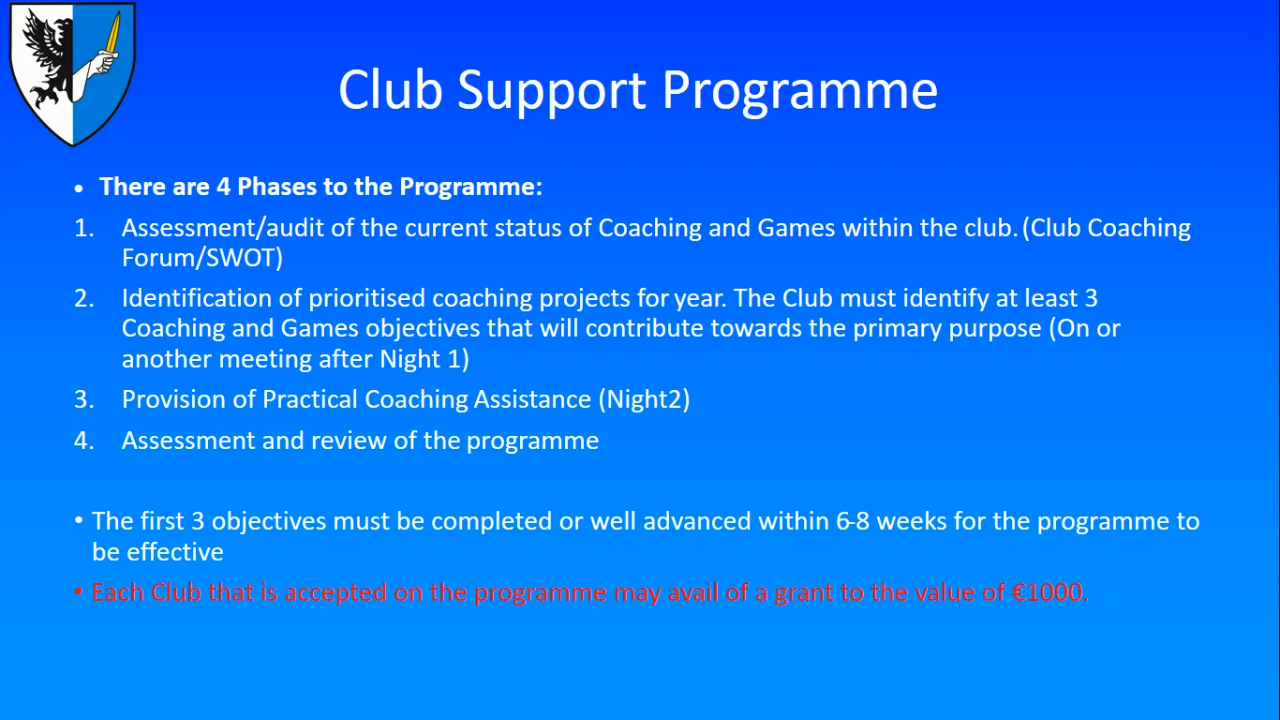 Club Support Programme
• There are 4 Phases to the Programme:
1. Assessment/audit of the current status of Coaching and Games within the club. (Club Coaching
Forum/SWOT)
2. Identification of prioritised coaching projects for year. The Club must identify at least 3
Coaching and Games objectives that will contribute towards the primary purpose (On or
another meeting after Night 1)
3. Provision of Practical Coaching Assistance (Night2)
4. Assessment and review of the programme
• The first 3 objectives must be completed or well advanced within 6-8 weeks for the programme to
be effective
• Each Club that is accepted on the programme may avail of a grant to the value of €1000.